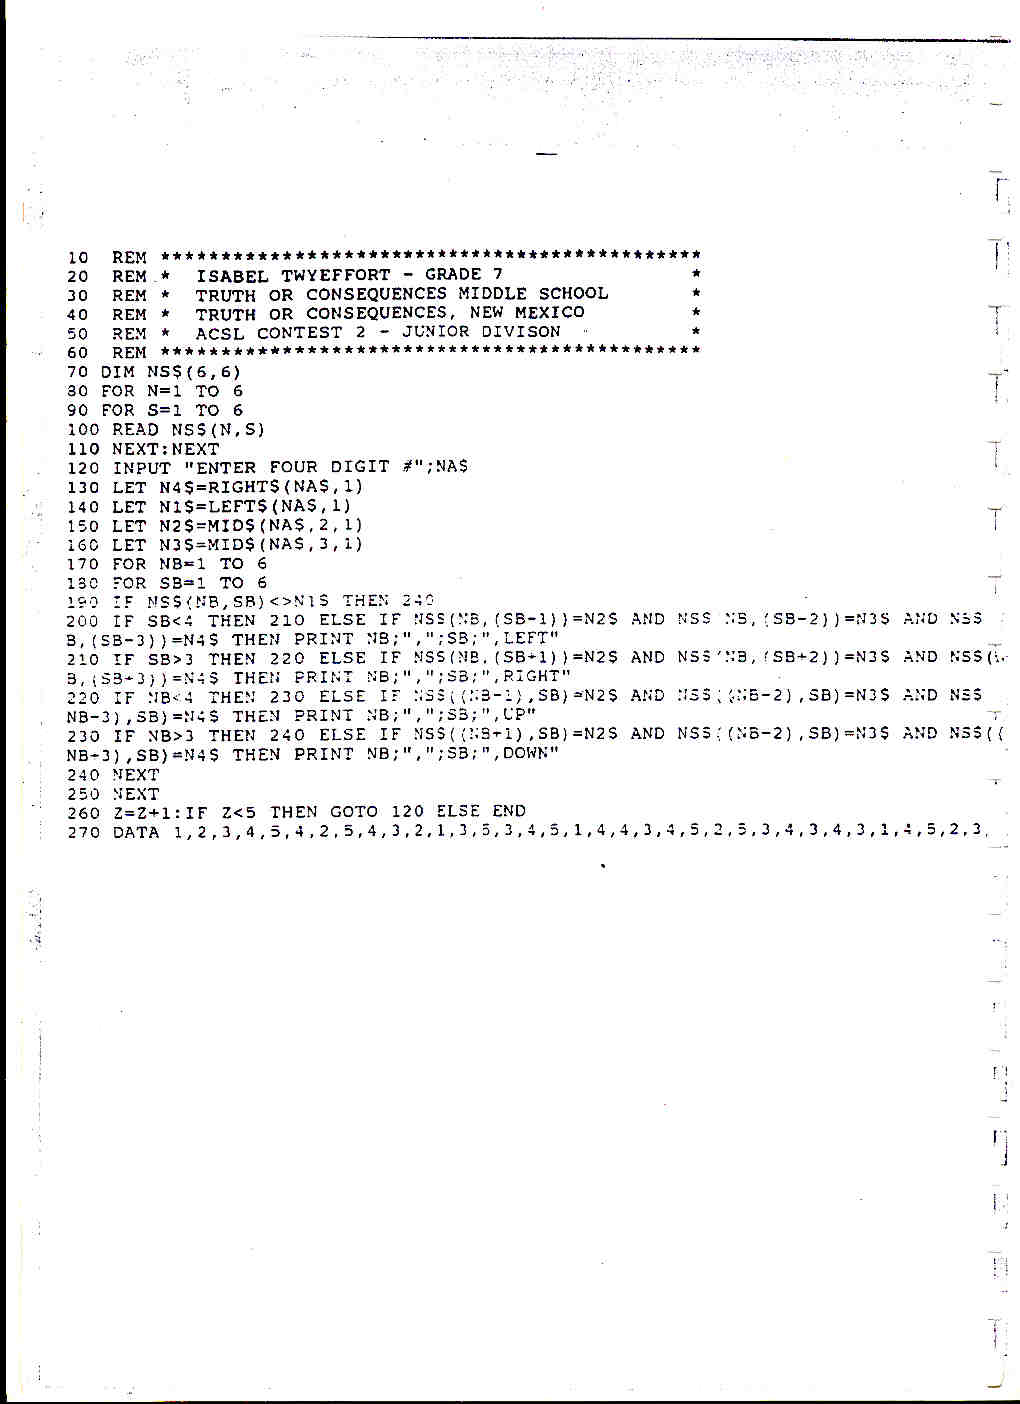 10  REM ********************************************
20  REM *  ISABEL TWYEFFORT - GRADE 7               *
30  REM *  TRUTH OR CONSEQUENCES MIDDLE SCHOOL       *
40  REM *  TRUTH OR CONSEQUENCES, NEW MEXICO         *
50  REM *  ACSL CONTEST 2 - JUNIOR DIVISON           *
60  REM ********************************************
70 DIM NS$(6,6)
80 FOR N=1 TO 6
90 FOR S=1 TO 6
100 READ NS$(N,S)
110 NEXT:NEXT
120 INPUT "ENTER FOUR DIGIT #";NA$
130 LET N4$=RIGHT$(NA$,1)
140 LET N1$=LEFT$(NA$,1)
150 LET N2$=MID$(NA$,2,1)
160 LET N3$=MID$(NA$,3,1)
170 FOR NB=1 TO 6
180 FOR SB=1 TO 6
190 IF NS$(NB,SB)<>N1$ THEN 240
200 IF SB<4 THEN 210 ELSE IF NS$(NB,(SB-1))=N2$ AND NS$ NB,(SB-2))=N3$ AND NS$
B,(SB-3))=N4$ THEN PRINT NB;",";SB;",LEFT"
210 IF SB>3 THEN 220 ELSE IF NS$(NB,(SB+1))=N2$ AND NS$(NB,(SB+2))=N3$ AND NS$(N
B,(SB+3))=N4$ THEN PRINT NB;",";SB;",RIGHT"
220 IF NB<4 THEN 230 ELSE IF NS$((NB-1),SB)=N2$ AND NS$((NB-2),SB)=N3$ AND NS$
NB-3),SB)=N4$ THEN PRINT NB;",";SB;",UP"
230 IF NB>3 THEN 240 ELSE IF NS$((NB+1),SB)=N2$ AND NS$((NB-2),SB)=N3$ AND NS$((
NB+3),SB)=N4$ THEN PRINT NB;",";SB;",DOWN"
240 NEXT
250 NEXT
260 Z=Z+1:IF Z<5 THEN GOTO 120 ELSE END
270 DATA 1,2,3,4,5,4,2,5,4,3,2,1,3,5,3,4,5,1,4,4,3,4,5,2,5,3,4,3,4,3,1,4,5,2,3,